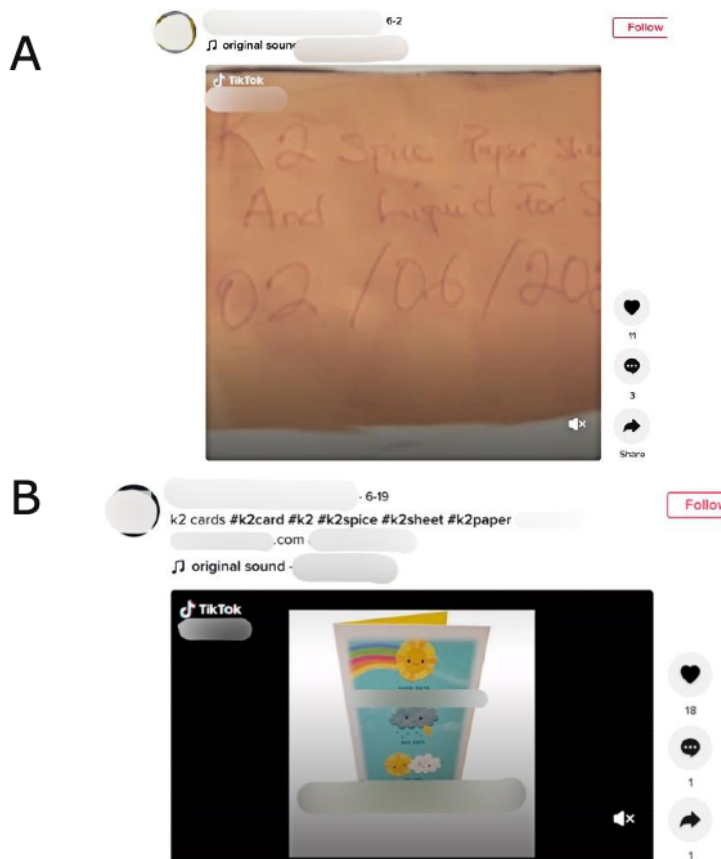 A
6-2
Follow
♫ original sound
TikTok
K2 Spice Paper She
And Liquid For S
02/06/202
11
3
Share
B
- 6-19
Follow
k2 cards #k2card #k2 #k2spice #k2sheet #k2paper
.com
♫ original sound -
TikTok
18
1
1